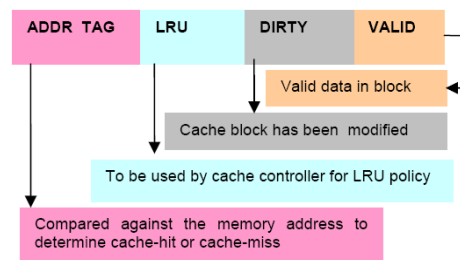 ADDR TAG LRU DIRTY VALID
Valid data in block
Cache block has been modified
To be used by cache controller for LRU policy
Compared against the memory address to
determine cache-hit or cache-miss